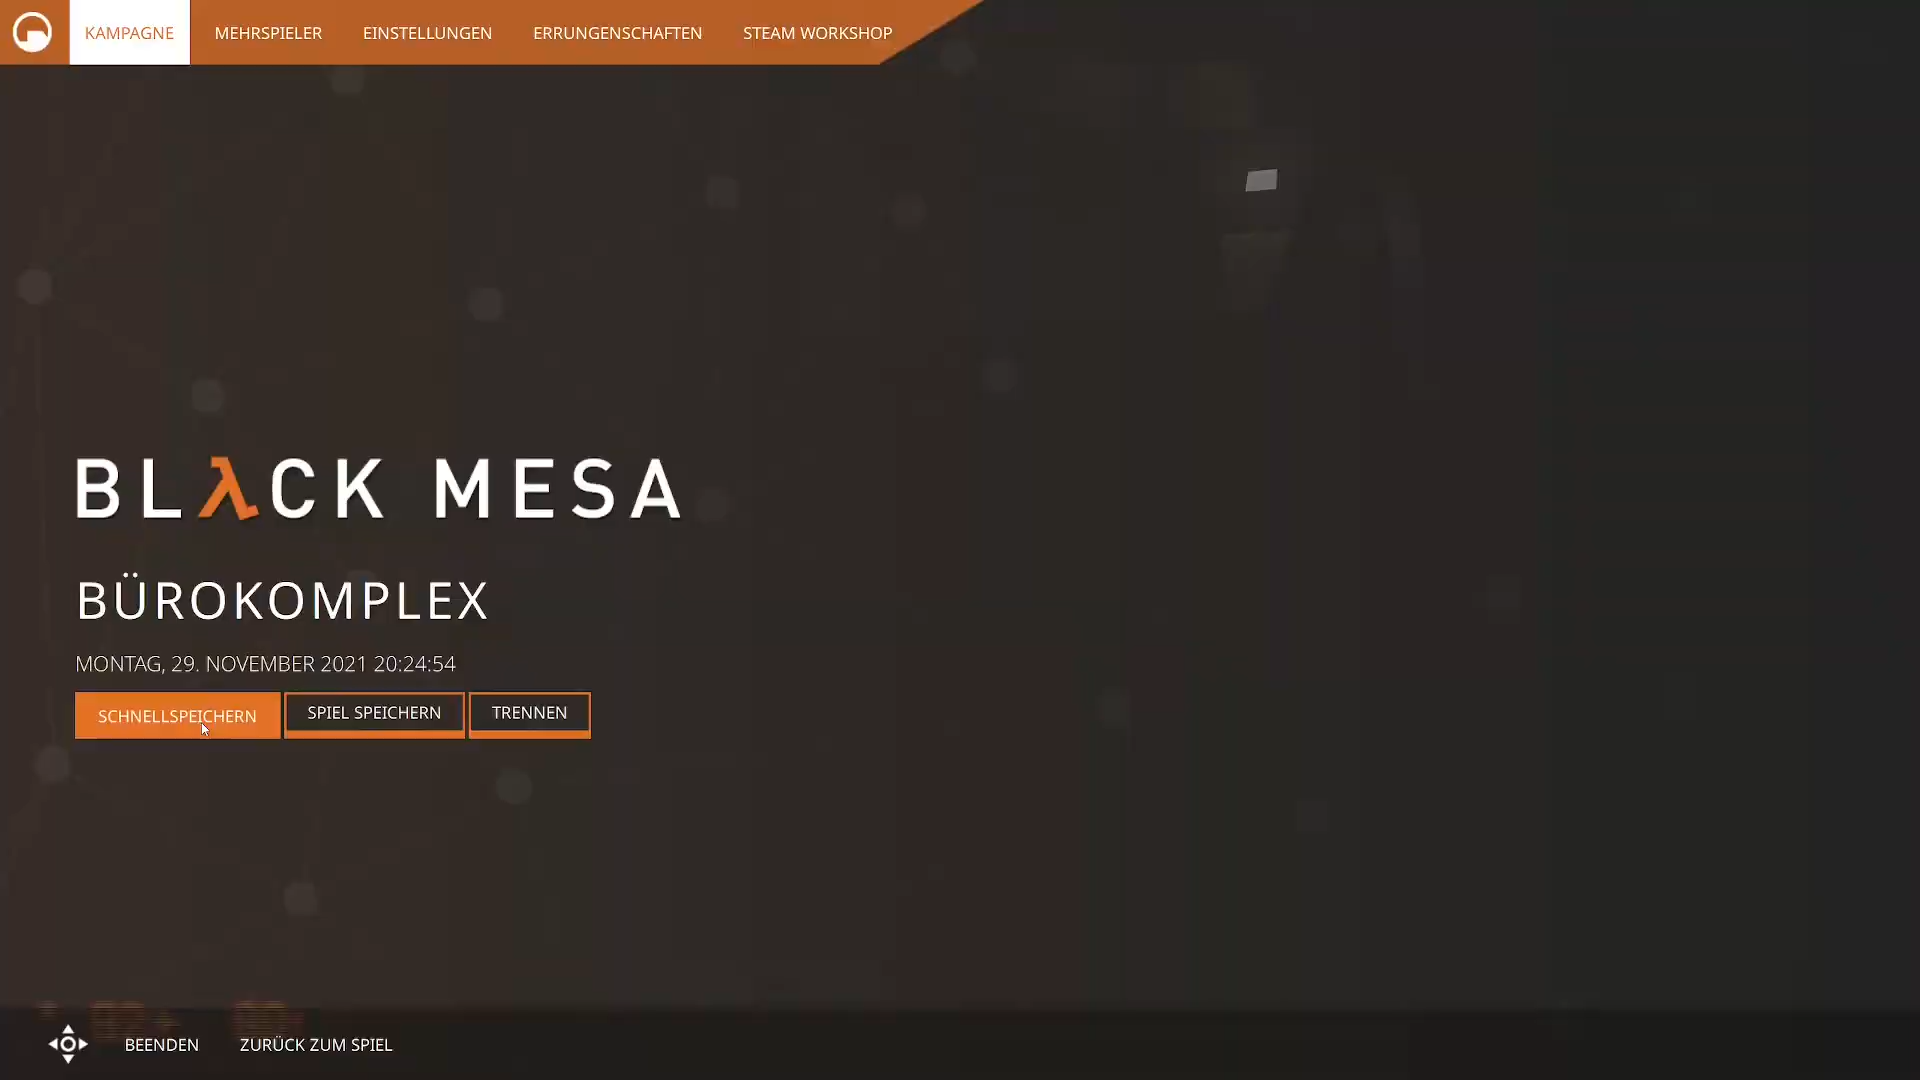 KAMPAGNE MEHRSPIELER EINSTELLUNGEN ERRUNGENSCHAFTEN STEAM WORKSHOP
BLλCK MESA
BÜROKOMPLEX
MONTAG, 29. NOVEMBER 2021 20:24:54
SCHNELLSPEICHERN SPIEL SPEICHERN TRENNEN
BEENDEN ZURÜCK ZUM SPIEL